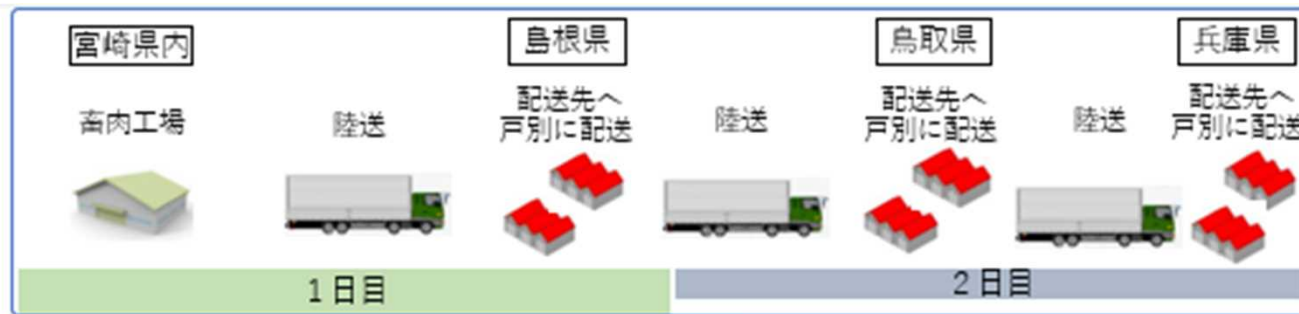 宮崎県内
島根県
鳥取県
兵庫県
畜肉工場
陸送
配送先へ
戸別に配送
陸送
配送先へ
戸別に配送
陸送
配送先へ
戸別に配送
1日目
2日目